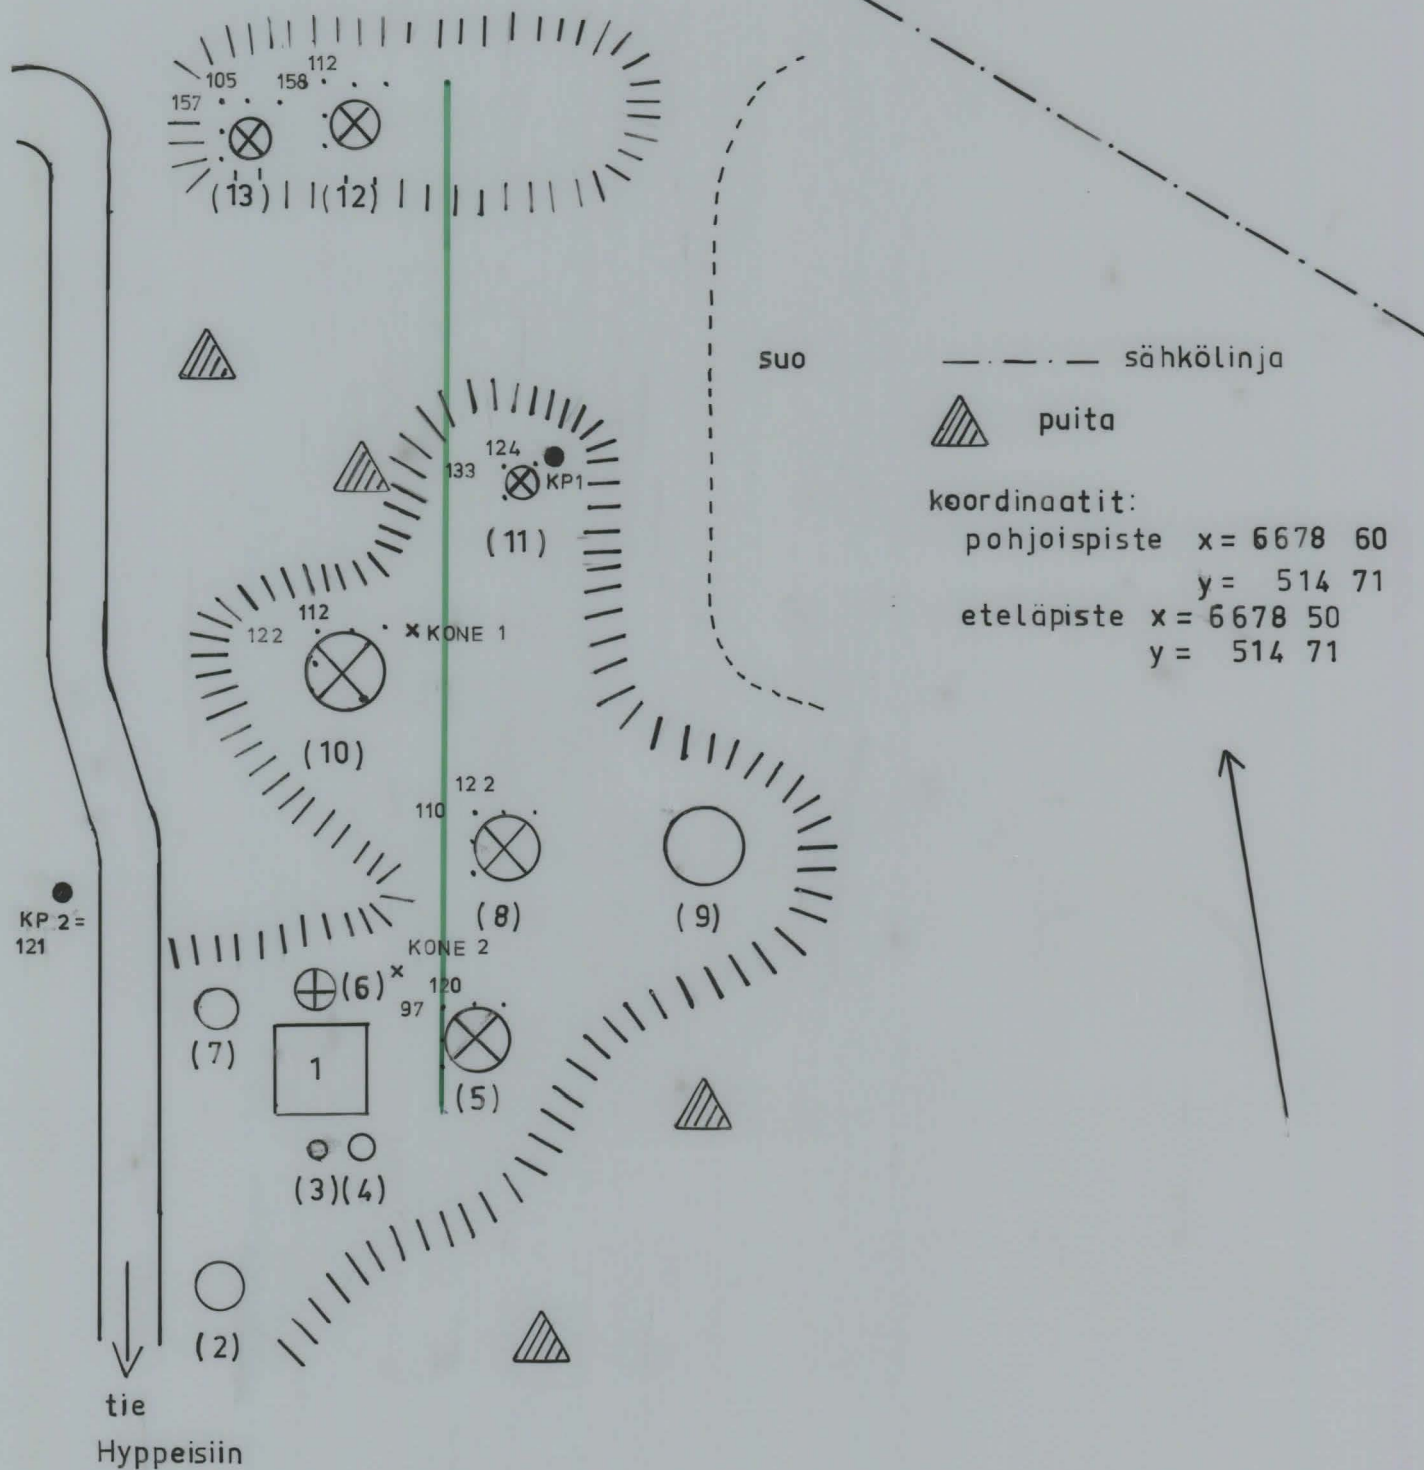 112
105 158
157
(13) (12)
suo
sähkölinja
puita
koordinaatit:
pohjoispiste x = 6678 60
y = 514 71
eteläpiste x = 6678 50
y = 514 71
124
133
KP1
(11)
112
122
x KONE 1
(10)
12 2
110
(8) (9)
KP 2=
121
KONE 2
(6) x
120
97
(7)
1
(5)
(3) (4)
(2)
tie
Hyppeisiin